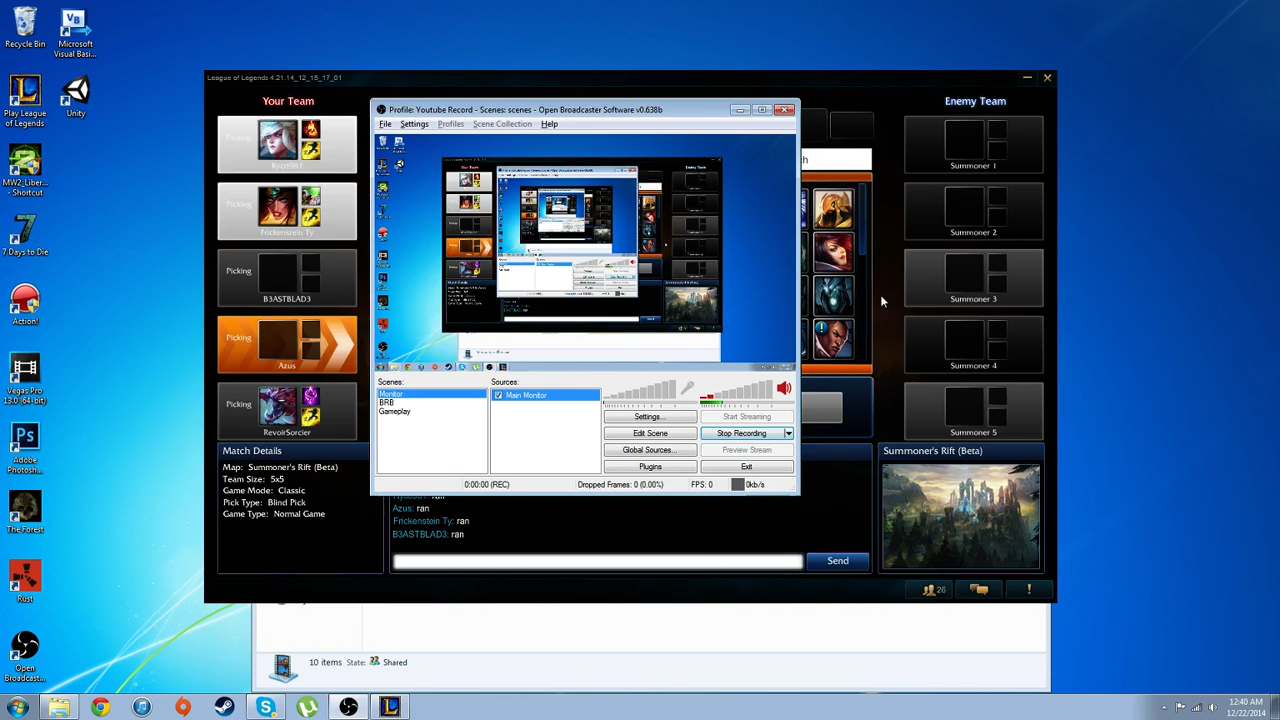 Recycle Bin
Microsoft
Visual Basi...
Play League
of Legends
Unity
MW2_Liber...
- Shortcut
7 Days to Die
Action!
Vegas Pro
13.0 (64-bit)
Adobe
Photosh...
The Forest
Rust
Open
Broadcast...
League of Legends 4.21.14_12_15_17_01
Your Team
Picking
Picking
Frickenstein Ty
Picking
B3ASTBLAD3
Picking
Azus
Picking
RevoirSorcier
Match Details
Map: Summoner's Rift (Beta)
Team Size: 5x5
Game Mode: Classic
Pick Type: Blind Pick
Game Type: Normal Game
Profile: Youtube Record - Scenes: scenes - Open Broadcaster Software v0.638b
File Settings Profiles Scene Collection Help
Scenes:
Monitor
BRB
Gameplay
Sources:
Main Monitor
Settings...
Start Streaming
Edit Scene
Stop Recording
Global Sources...
Preview Stream
Plugins
Exit
0:00:00 (REC)
Dropped Frames: 0 (0.00%)
FPS: 0
0kb/s
Azus: ran
Frickenstein Ty: ran
B3ASTBLAD3: ran
Send
Enemy Team
Summoner 1
Summoner 2
Summoner 3
Summoner 4
Summoner 5
Summoner's Rift (Beta)
26
10 items State: Shared
12:40 AM
12/22/2014